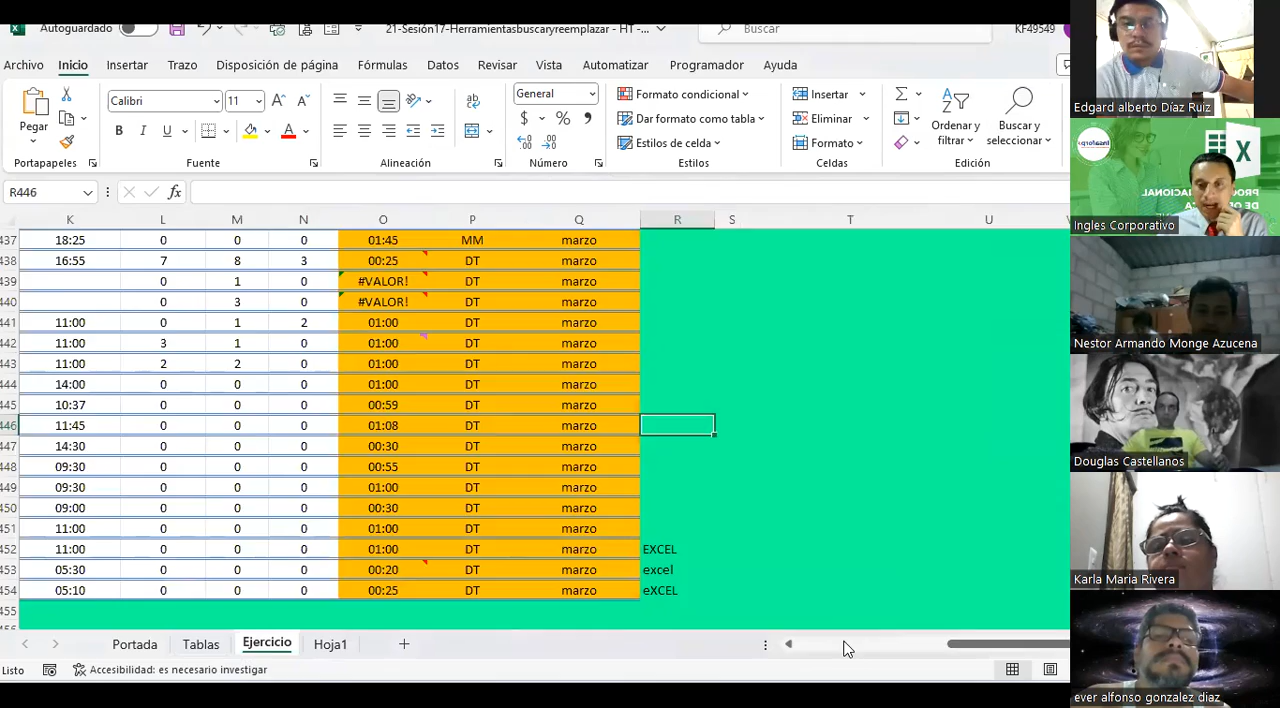 Autoguardado 21-Sesión17-Herramientasbuscaryreemplazar - HT -... Buscar KF49549
Archivo Inicio Insertar Trazo Disposición de página Fórmulas Datos Revisar Vista Automatizar Programador Ayuda
Pegar Calibri 11 General Formato condicional Insertar
N K S $ % Dar formato como tabla Eliminar Ordenar y filtrar Buscar y seleccionar
Estilos de celda Formato
Portapapeles Fuente Alineación Número Estilos Celdas Edición
R446 fx
K L M N O P Q R S T U
437 18:25 0 0 0 01:45 MM marzo
438 16:55 7 8 3 00:25 DT marzo
439 0 1 0 #VALOR! DT marzo
440 0 3 0 #VALOR! DT marzo
441 11:00 0 1 2 01:00 DT marzo
442 11:00 3 1 0 01:00 DT marzo
443 11:00 2 2 0 01:00 DT marzo
444 14:00 0 0 0 01:00 DT marzo
445 10:37 0 0 0 00:59 DT marzo
446 11:45 0 0 0 01:08 DT marzo
447 14:30 0 0 0 00:30 DT marzo
448 09:30 0 0 0 00:55 DT marzo
449 09:30 0 0 0 01:00 DT marzo
450 09:00 0 0 0 00:30 DT marzo
451 11:00 0 0 0 01:00 DT marzo
452 11:00 0 0 0 01:00 DT marzo EXCEL
453 05:30 0 0 0 00:20 DT marzo excel
454 05:10 0 0 0 00:25 DT marzo eXCEL
455
Portada Tablas Ejercicio Hoja1
Listo Accesibilidad: es necesario investigar
Edgard alberto Díaz Ruiz
Ingles Corporativo
Nestor Armando Monge Azucena
Douglas Castellanos
Karla Maria Rivera
ever alfonso gonzalez diaz